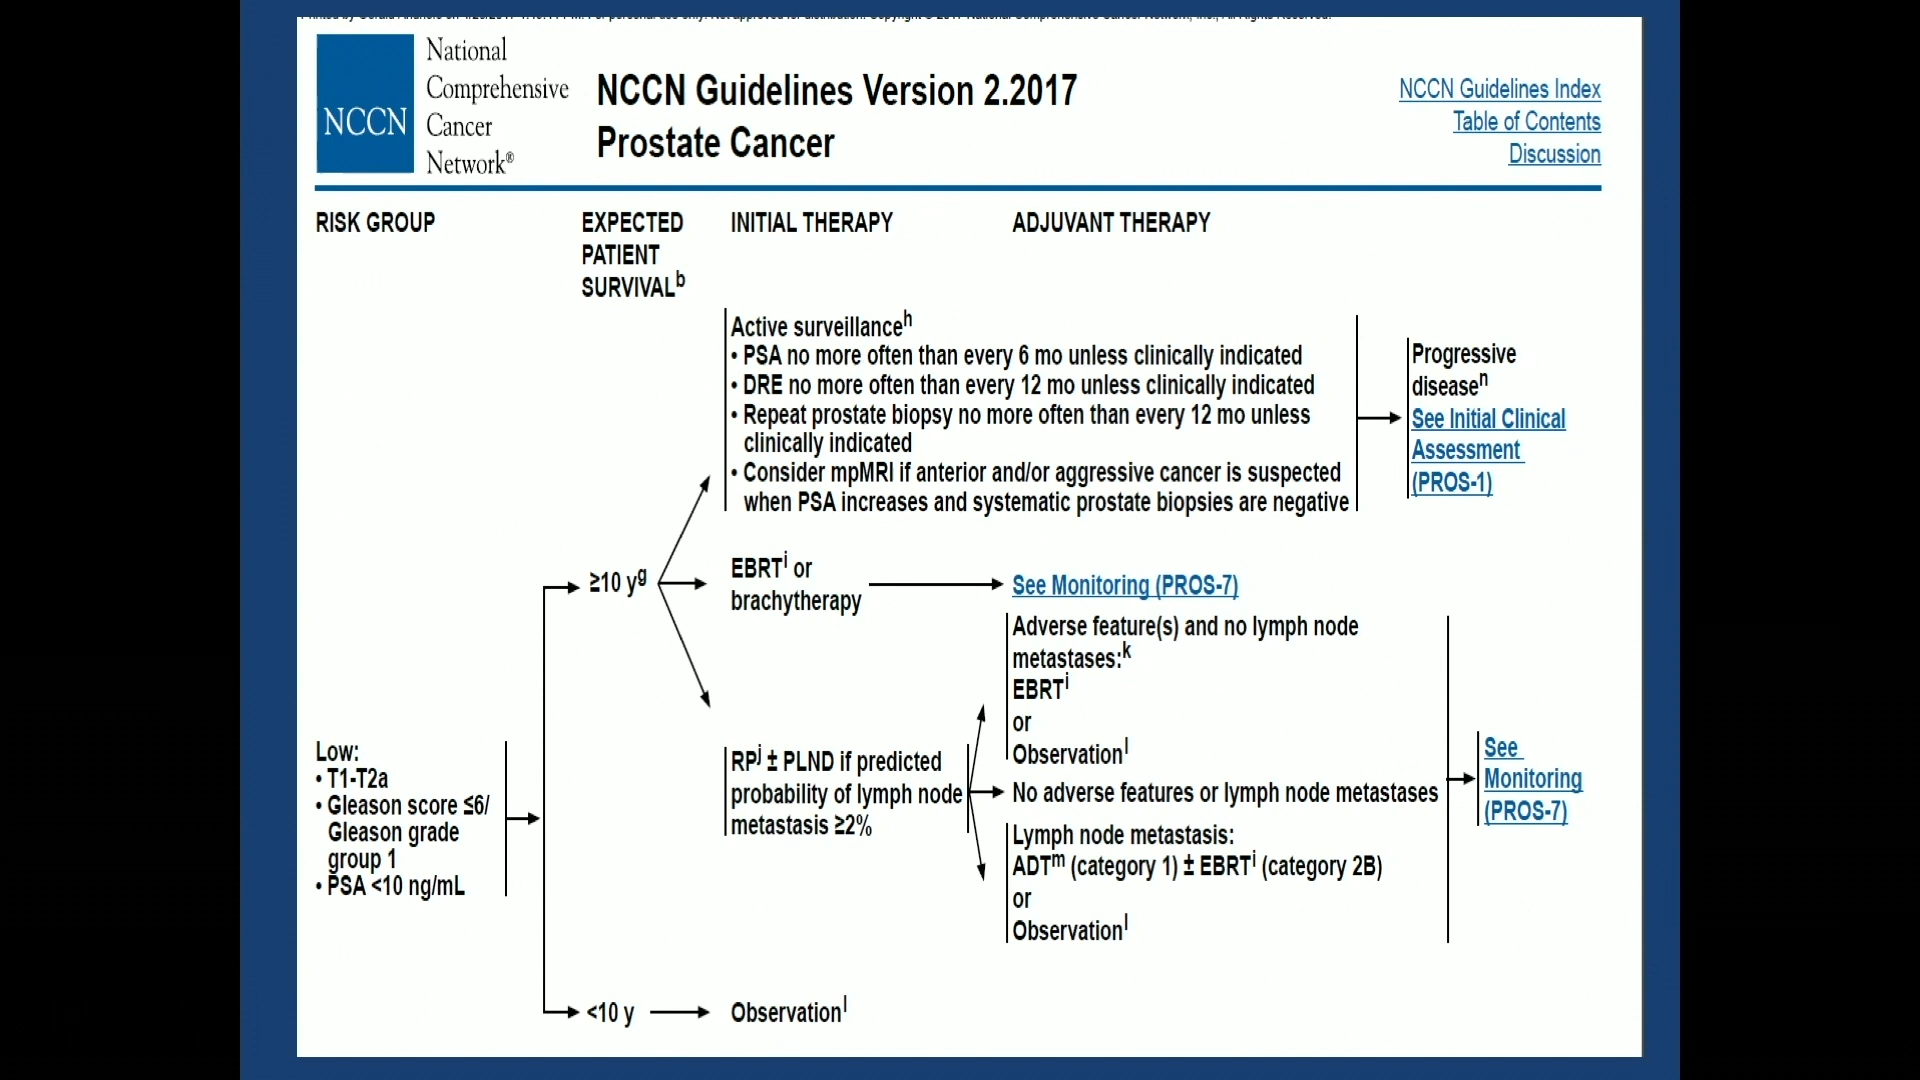 NCCN
National
Comprehensive
Cancer
Network®
NCCN Guidelines Version 2.2017
Prostate Cancer
NCCN Guidelines Index
Table of Contents
Discussion
RISK GROUP
EXPECTED
PATIENT
SURVIVALb
INITIAL THERAPY
ADJUVANT THERAPY
Active surveillanceh
• PSA no more often than every 6 mo unless clinically indicated
• DRE no more often than every 12 mo unless clinically indicated
• Repeat prostate biopsy no more often than every 12 mo unless
clinically indicated
• Consider mpMRI if anterior and/or aggressive cancer is suspected
when PSA increases and systematic prostate biopsies are negative
Progressive
diseasen
See Initial Clinical
Assessment
(PROS-1)
≥10 yg
EBRTi or
brachytherapy
See Monitoring (PROS-7)
Adverse feature(s) and no lymph node
metastases:k
EBRTi
or
Observationl
Low:
• T1-T2a
• Gleason score ≤6/
Gleason grade
group 1
• PSA <10 ng/mL
RPj ± PLND if predicted
probability of lymph node
metastasis ≥2%
No adverse features or lymph node metastases
Lymph node metastasis:
ADTm (category 1) ± EBRTi (category 2B)
or
Observationl
See
Monitoring
(PROS-7)
<10 y
Observationl